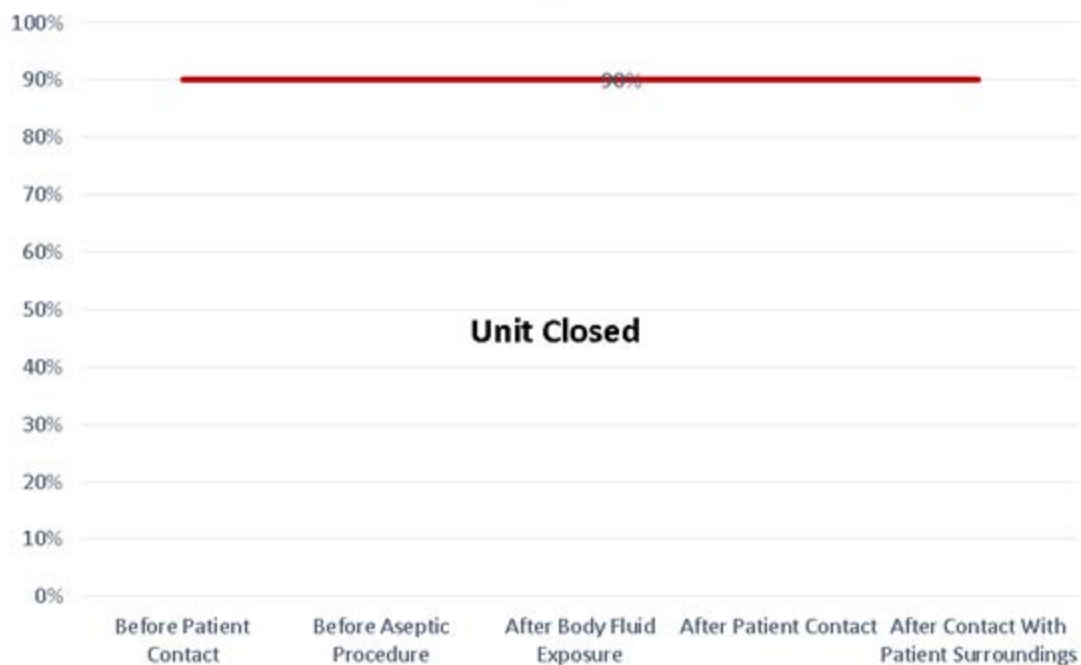 100%
90%
90%
80%
70%
60%
50%
Unit Closed
40%
30%
20%
10%
0%
Before Patient
Contact
Before Aseptic
Procedure
After Body Fluid
Exposure
After Patient Contact
After Contact With
Patient Surroundings